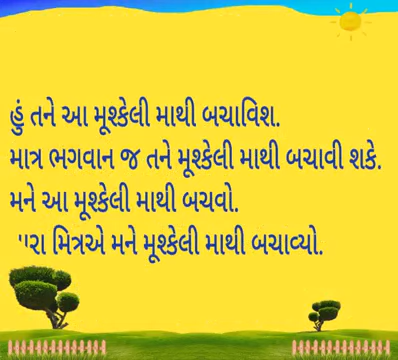 હું તને આ મૂશ્કેલી માથી બચાવિશ.
માત્ર ભગવાન જ તને મૂશ્કેલી માથી બચાવી શકે.
મને આ મૂશ્કેલી માથી બચવો.
મિત્રએ મને મૂશ્કેલી માથી બચાવ્યો.